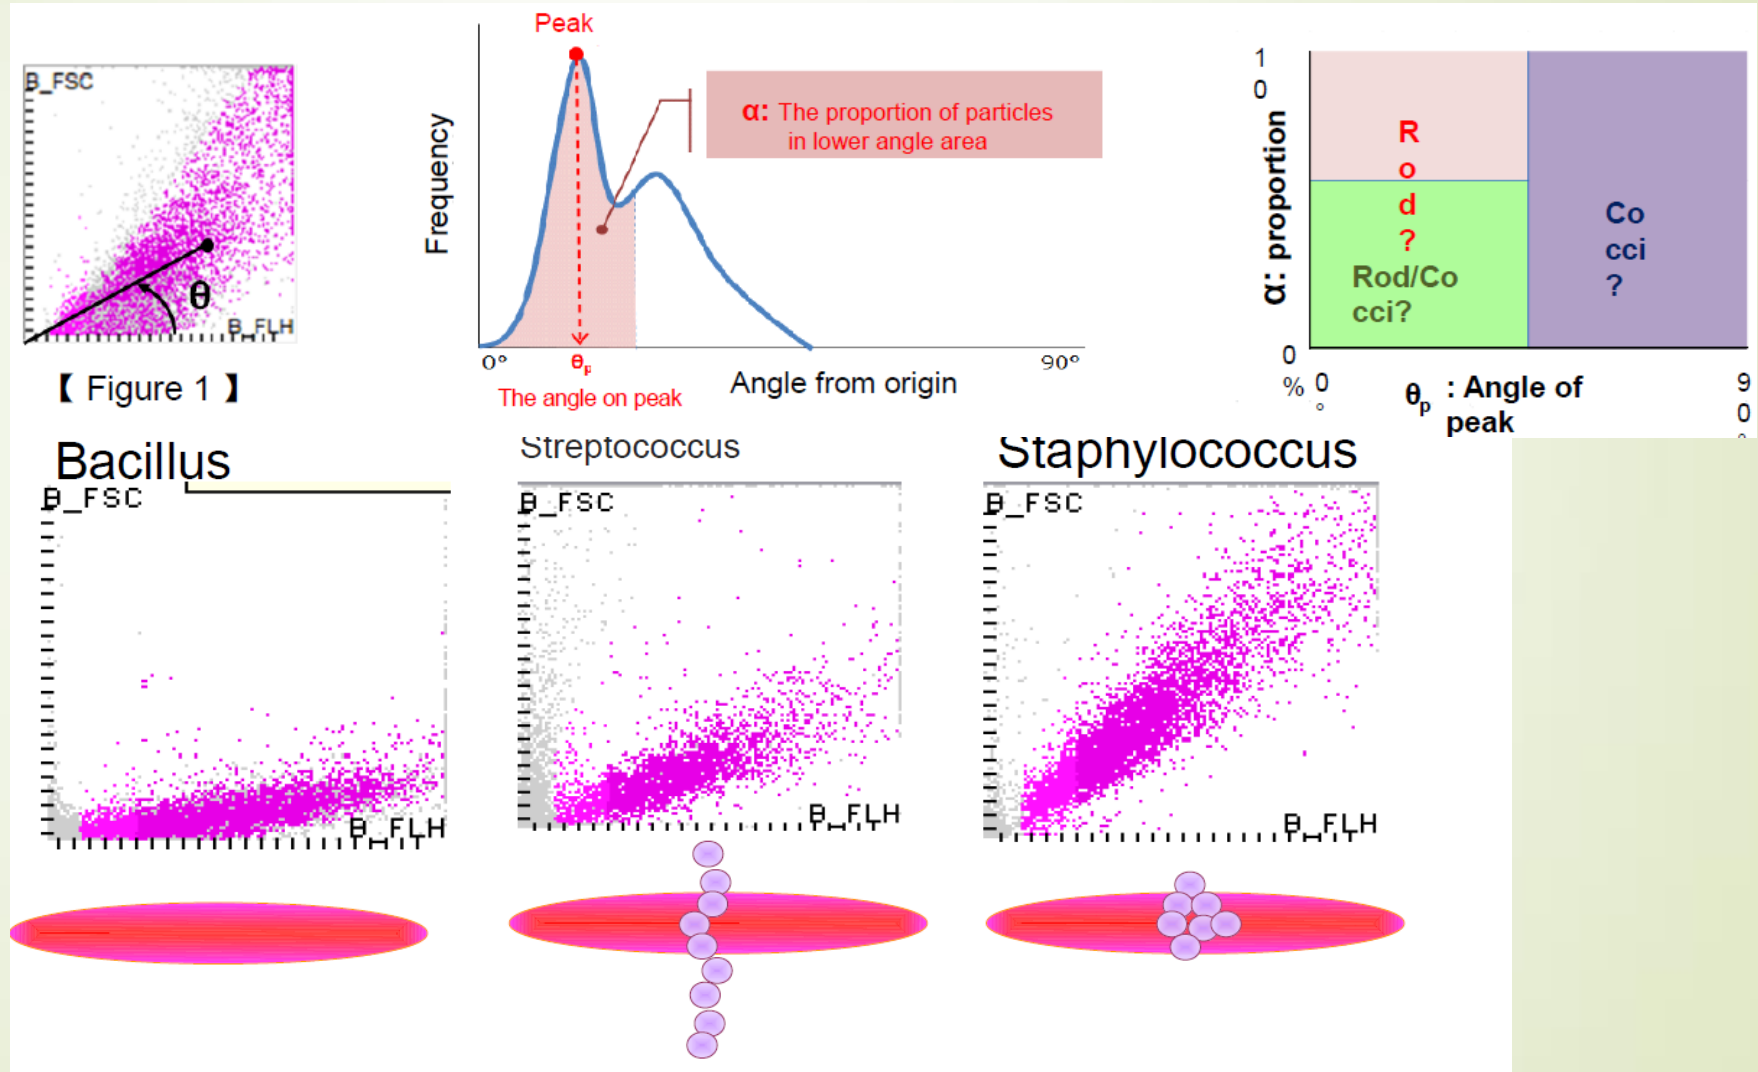 B_FSC
θ
B_FLH
【 Figure 1 】
Peak
Frequency
α: The proportion of particles
in lower angle area
0°
θp
90°
The angle on peak
Angle from origin
1
0
α: proportion
R
o
d
?
Rod/Co
cci?
Co
cci
?
0
%
0
°
θp : Angle of
peak
9
0
°
Bacillus
B_FSC
B_FLH
Streptococcus
B_FSC
B_FLH
Staphylococcus
B_FSC
B_FLH